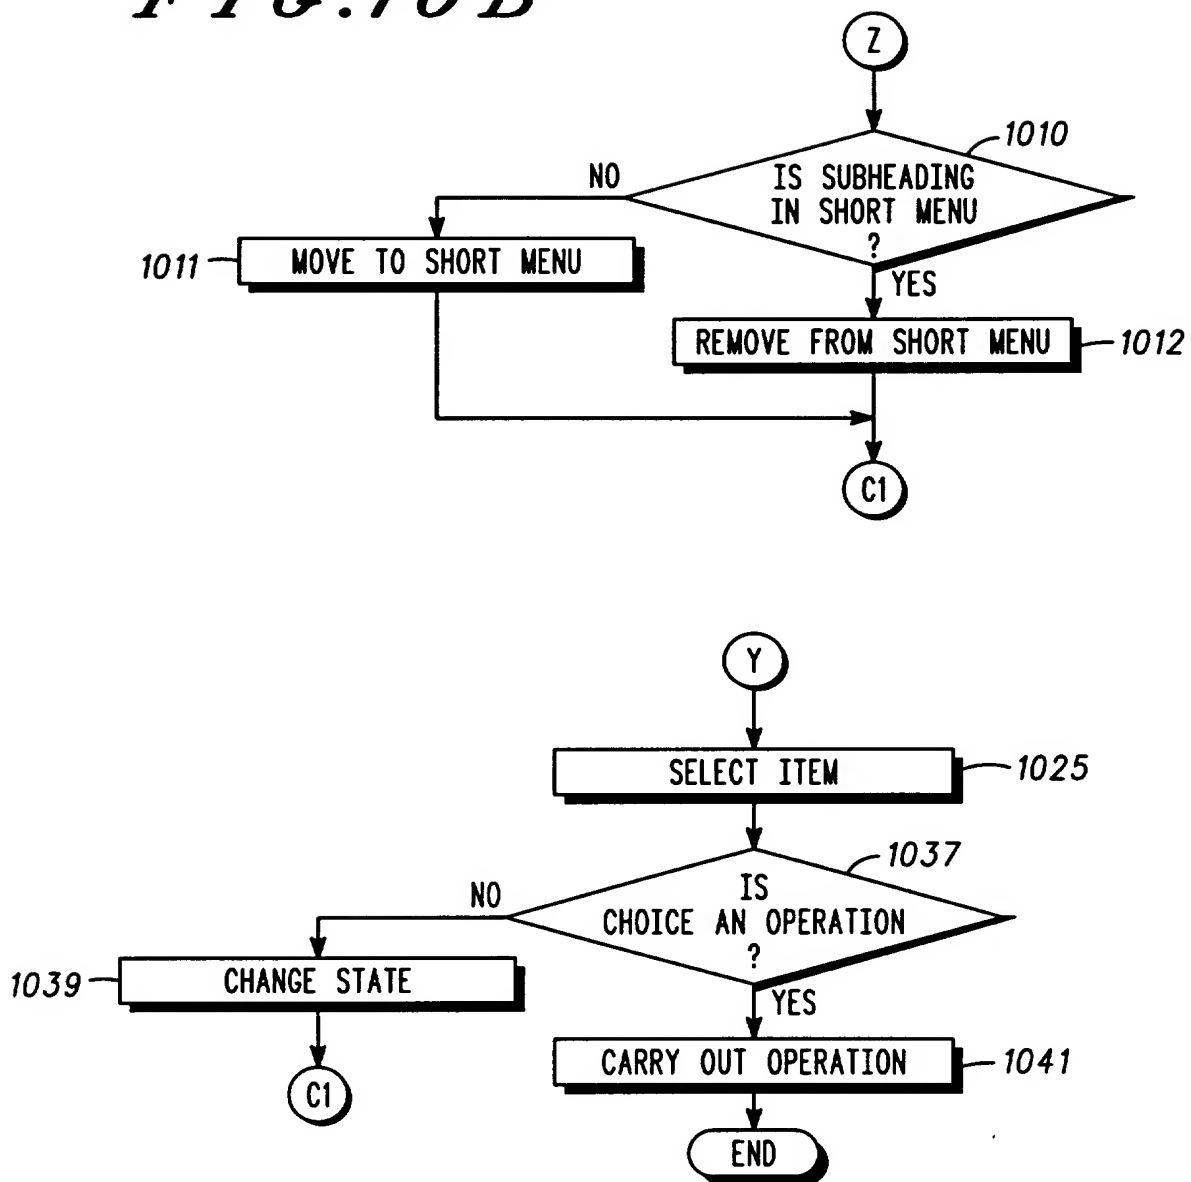 FIG.10B
Z
1010
IS SUBHEADING
IN SHORT MENU
?
NO
YES
1011
MOVE TO SHORT MENU
REMOVE FROM SHORT MENU
1012
C1
Y
SELECT ITEM
1025
1037
IS
CHOICE AN OPERATION
?
NO
YES
1039
CHANGE STATE
CARRY OUT OPERATION
1041
C1
END